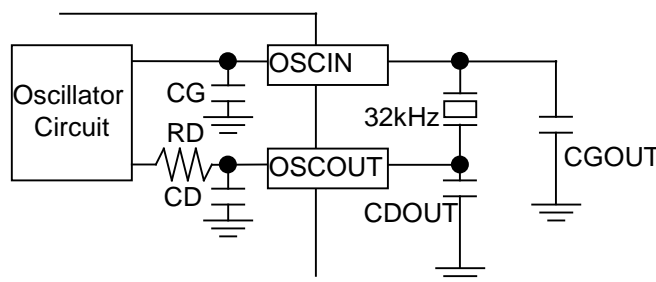 OSCIN
Oscillator
Circuit
CG
32kHz
RD
CGOUT
OSCOUT
CD
CDOUT